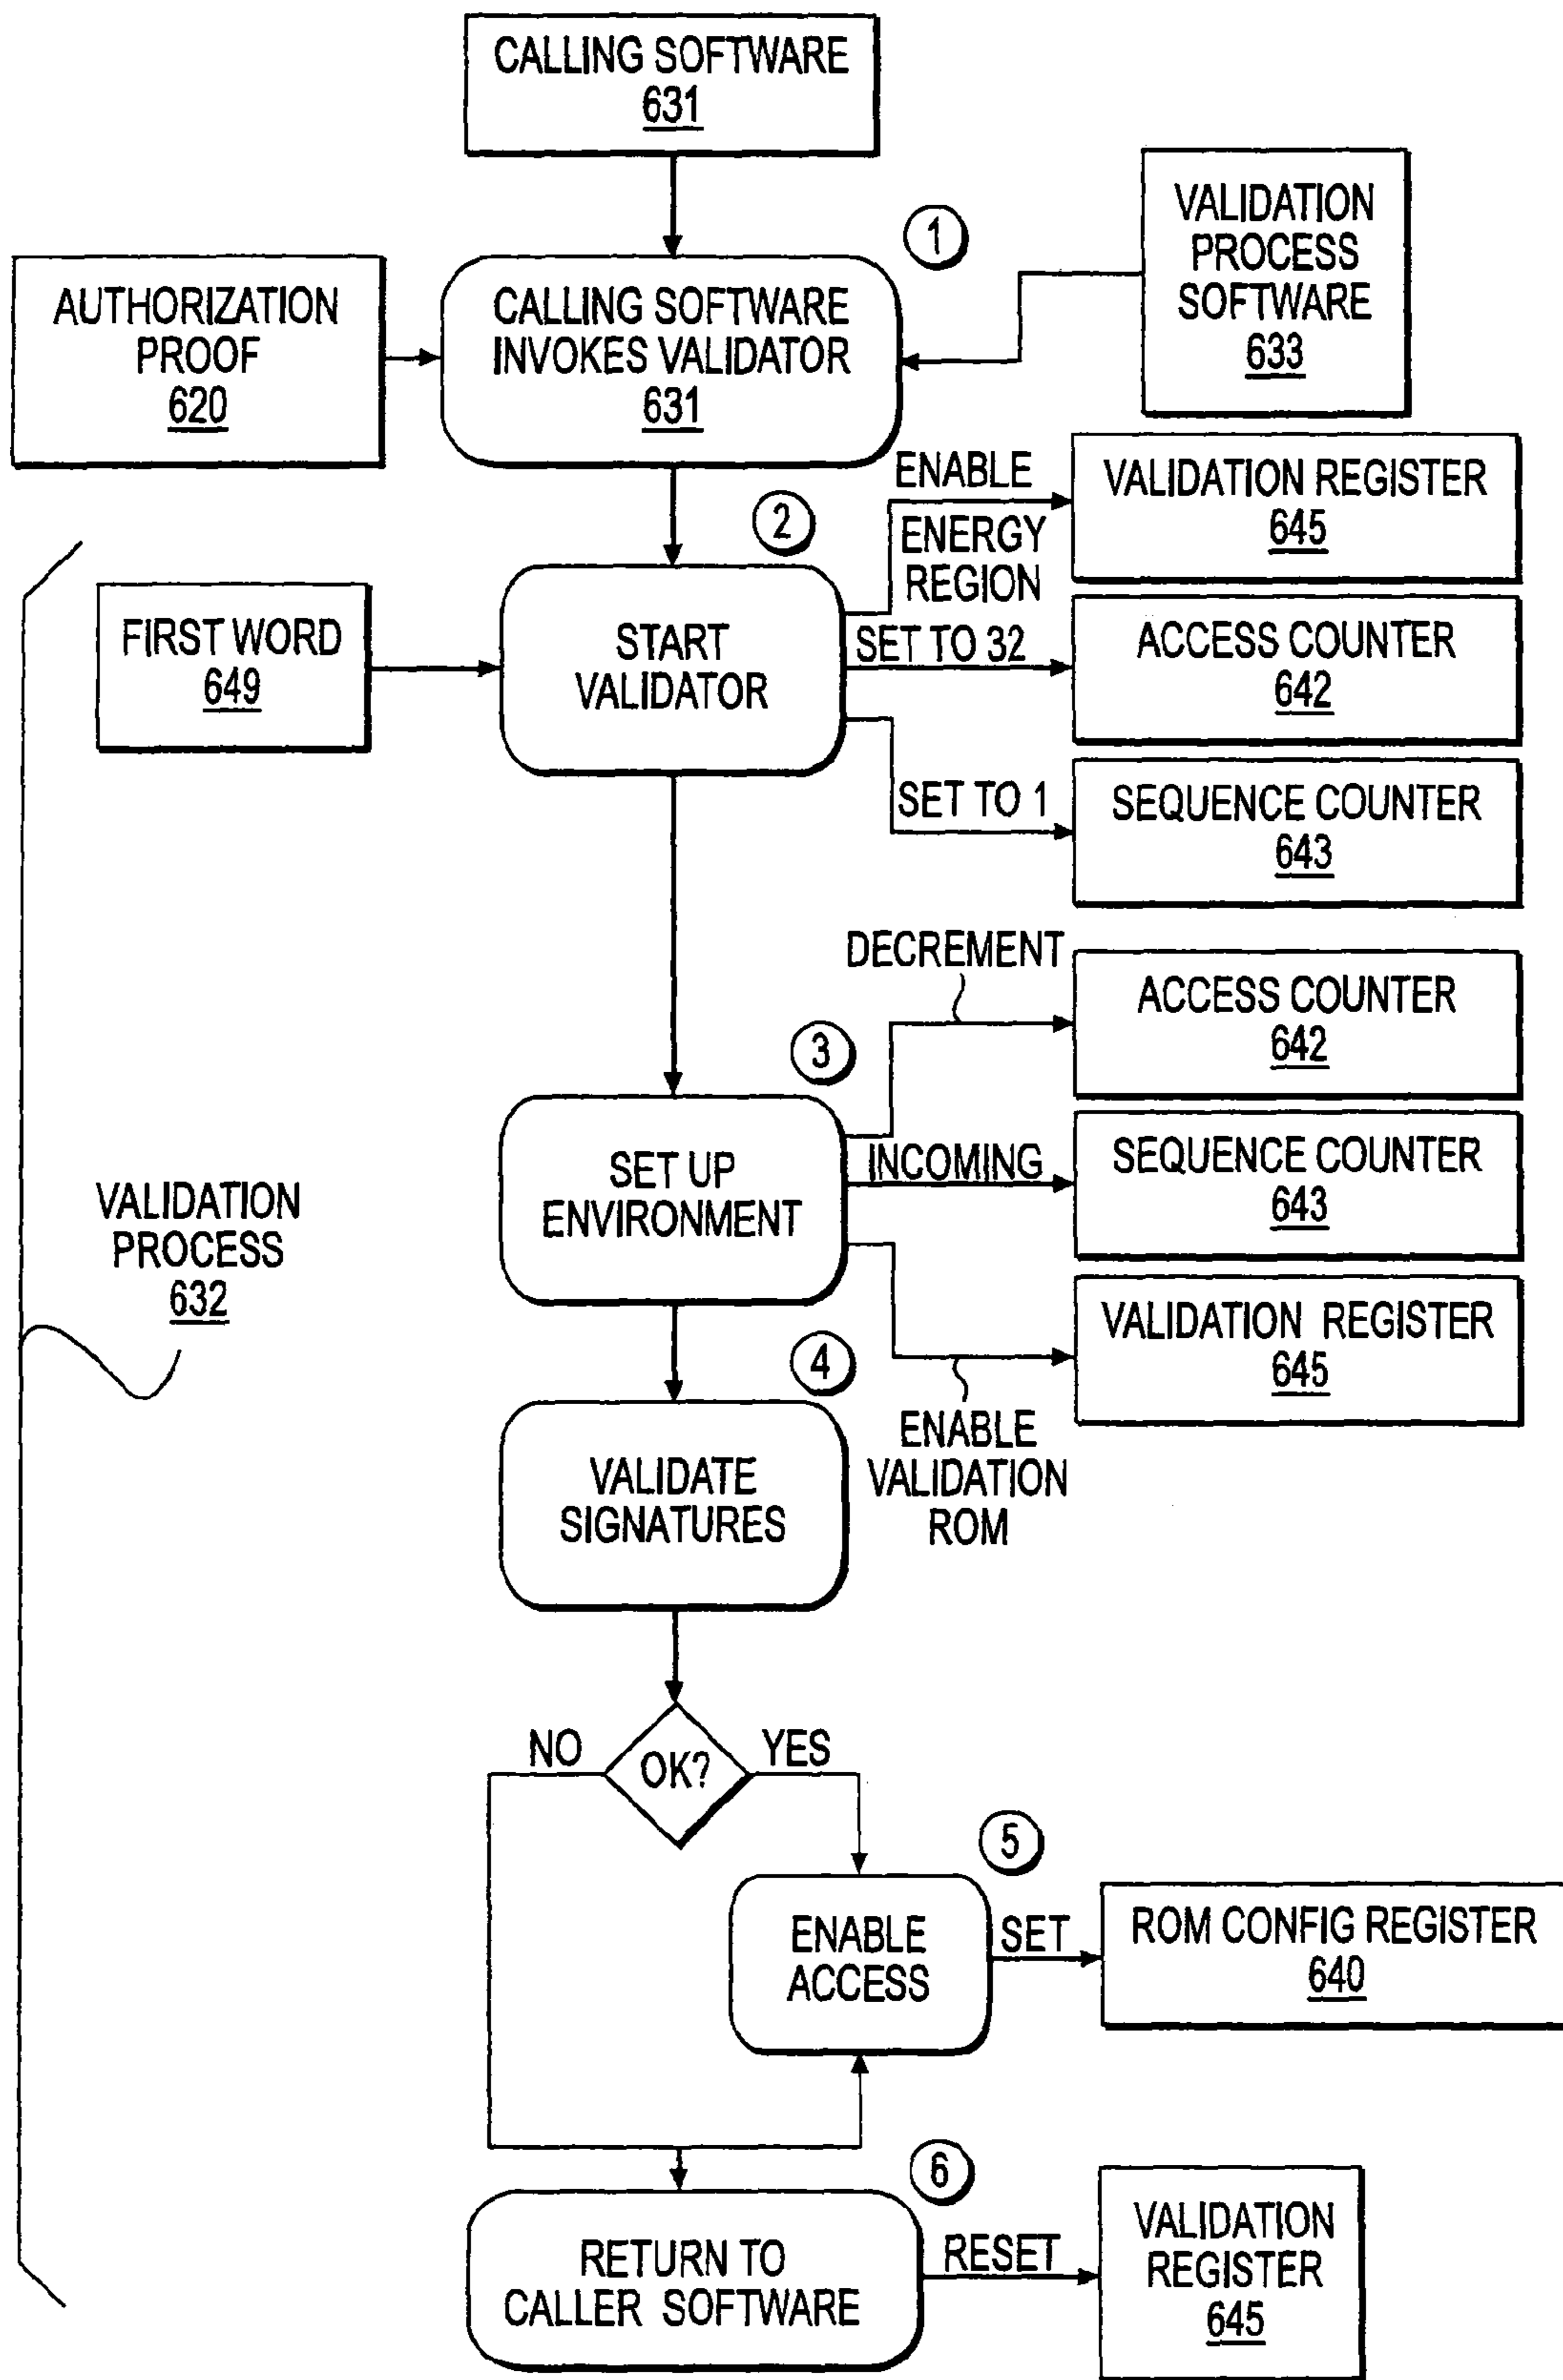 CALLING SOFTWARE
631
1
VALIDATION
PROCESS
SOFTWARE
633
AUTHORIZATION
PROOF
620
CALLING SOFTWARE
INVOKES VALIDATOR
631
2
ENABLE
ENERGY
REGION
VALIDATION REGISTER
645
FIRST WORD
649
START
VALIDATOR
SET TO 32
ACCESS COUNTER
642
SET TO 1
SEQUENCE COUNTER
643
DECREMENT
ACCESS COUNTER
642
3
SET UP
ENVIRONMENT
INCOMING
SEQUENCE COUNTER
643
VALIDATION
PROCESS
632
VALIDATION REGISTER
645
ENABLE
VALIDATION
ROM
4
VALIDATE
SIGNATURES
NO
OK?
YES
5
ENABLE
ACCESS
SET
ROM CONFIG REGISTER
640
6
RETURN TO
CALLER SOFTWARE
RESET
VALIDATION
REGISTER
645